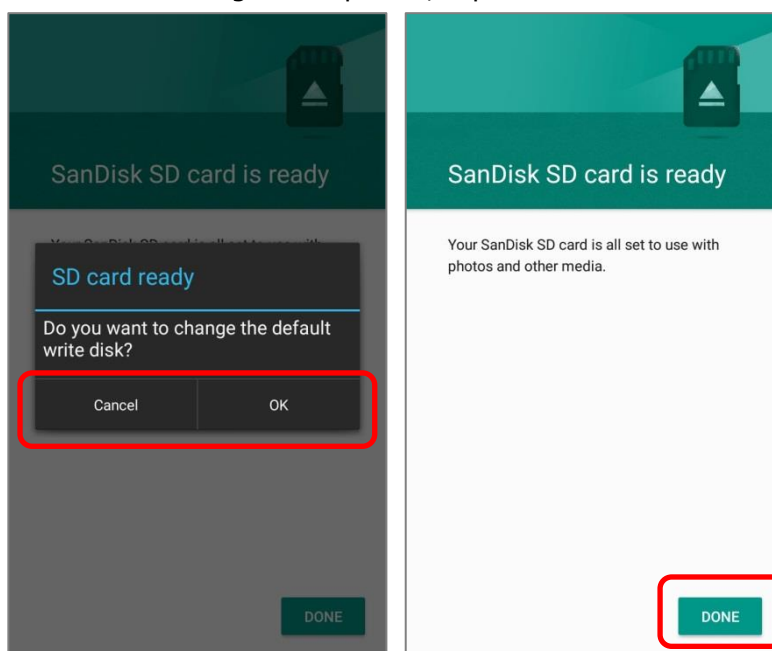 SanDisk SD card is ready
SD card ready
Do you want to change the default
write disk?
Cancel
OK
DONE
SanDisk SD card is ready
Your SanDisk SD card is all set to use with
photos and other media.
DONE